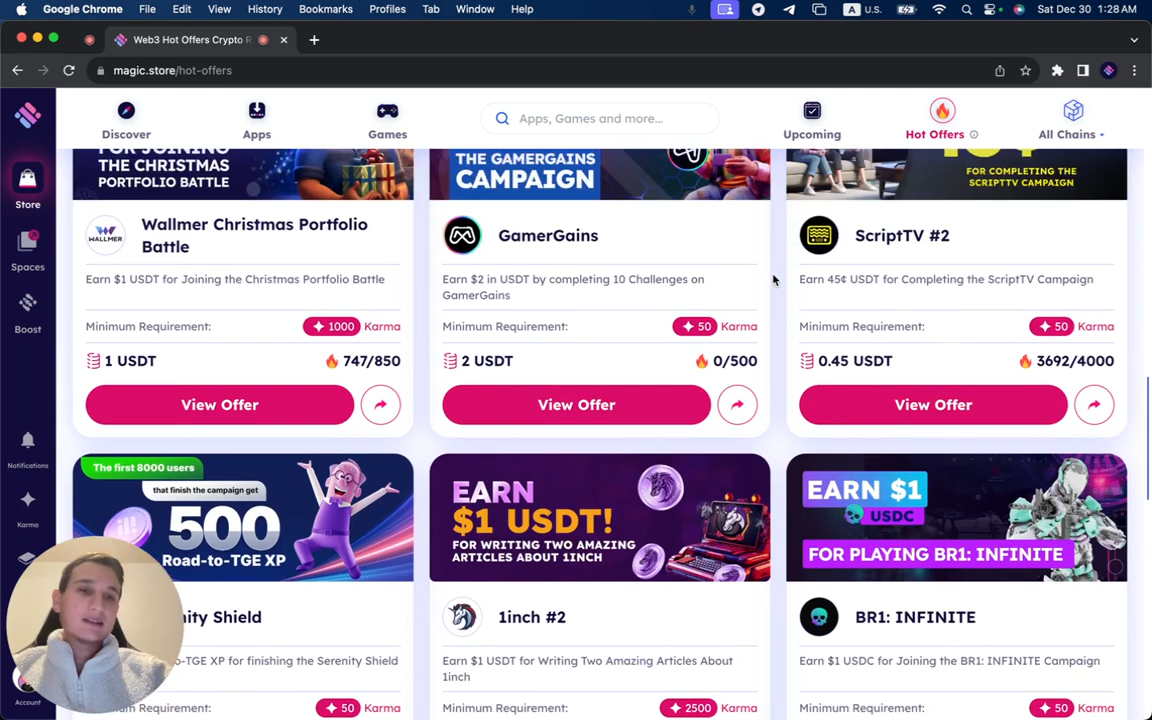 Google Chrome File Edit View History Bookmarks Profiles Tab Window Help A U.S. Sat Dec 30 1:28 AM
Web3 Hot Offers Crypto R
magic.store/hot-offers
Discover
Apps
Games
Apps, Games and more...
Upcoming
Hot Offers
All Chains
Store
Spaces
Boost
Notifications
Karma
Account
FOR JOINING
THE CHRISTMAS
PORTFOLIO BATTLE
WALLMER
Wallmer Christmas Portfolio
Battle
Earn $1 USDT for Joining the Christmas Portfolio Battle
Minimum Requirement: 1000 Karma
1 USDT 747/850
View Offer
THE GAMERGAINS
CAMPAIGN
GamerGains
Earn $2 in USDT by completing 10 Challenges on
GamerGains
Minimum Requirement: 50 Karma
2 USDT 0/500
View Offer
FOR COMPLETING THE
SCRIPTTV CAMPAIGN
ScriptTV #2
Earn 45¢ USDT for Completing the ScriptTV Campaign
Minimum Requirement: 50 Karma
0.45 USDT 3692/4000
View Offer
The first 8000 users
that finish the campaign get
500
Road-to-TGE XP
nity Shield
o-TGE XP for finishing the Serenity Shield
m Requirement: 50 Karma
EARN
$1 USDT!
FOR WRITING TWO AMAZING
ARTICLES ABOUT 1INCH
1inch #2
Earn $1 USDT for Writing Two Amazing Articles About
1inch
Minimum Requirement: 2500 Karma
EARN $1
USDC
FOR PLAYING BR1: INFINITE
BR1: INFINITE
Earn $1 USDC for Joining the BR1: INFINITE Campaign
Minimum Requirement: 50 Karma